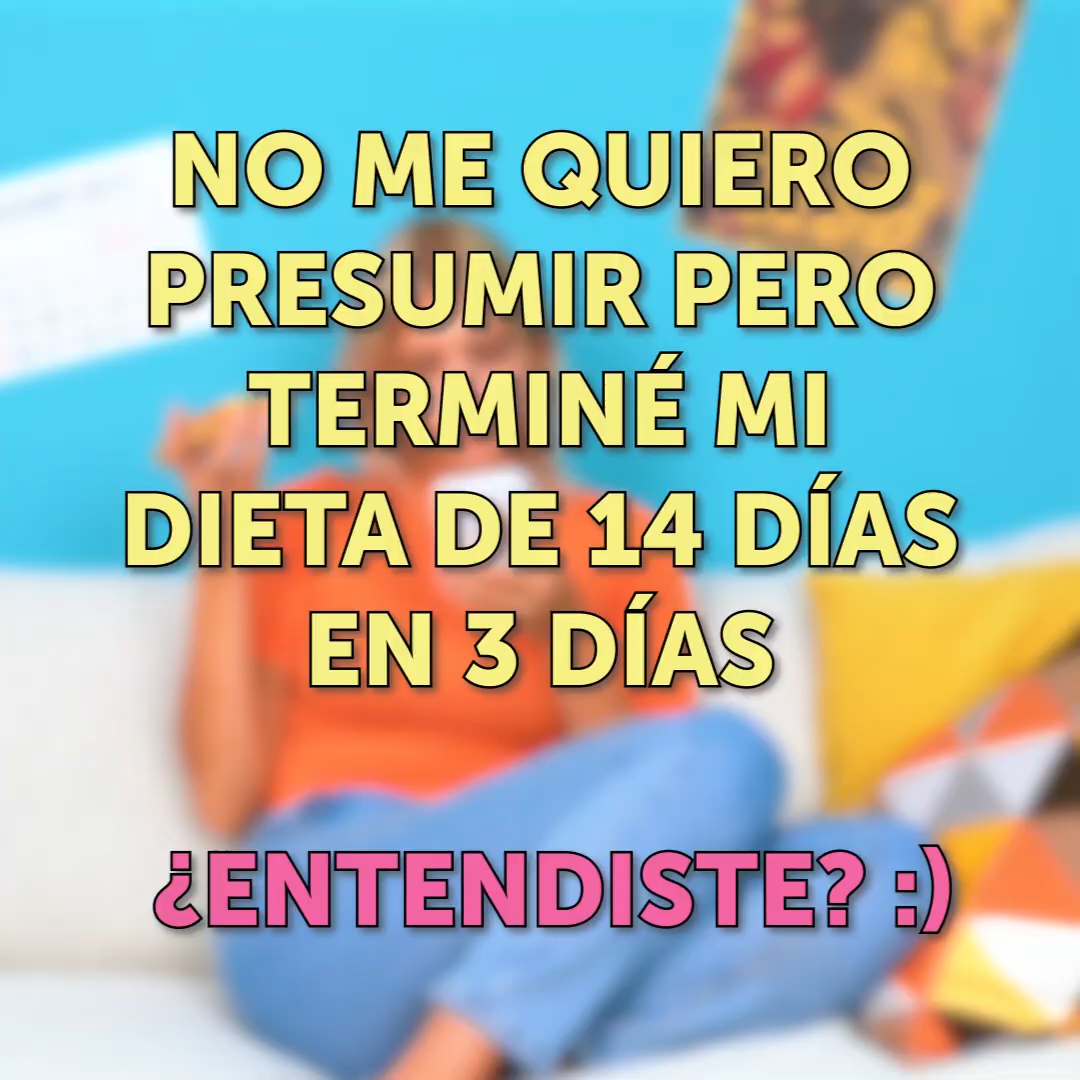 NO ME QUIERO
PRESUMIR PERO
TERMINÉ MI
DIETA DE 14 DÍAS
EN 3 DÍAS
¿ENTENDISTE? :)